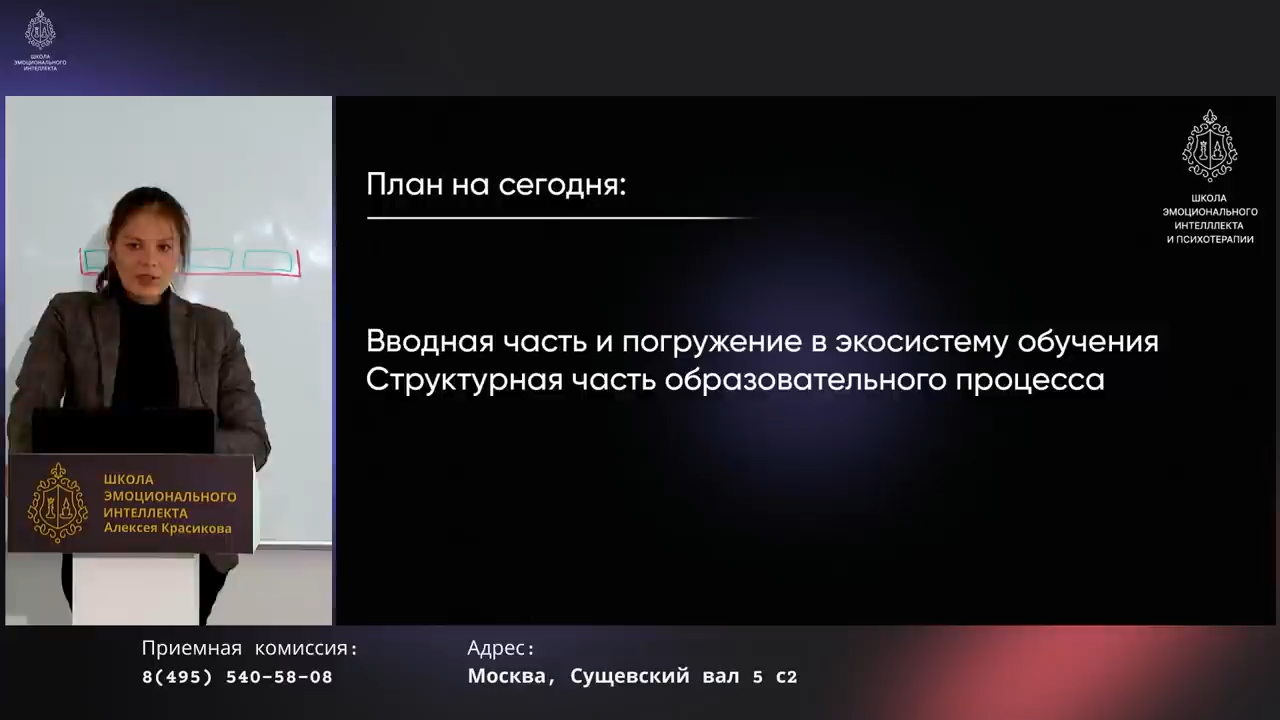 ШКОЛА
ЭМОЦИОНАЛЬНОГО
ИНТЕЛЛЕКТА
План на сегодня:
ШКОЛА
ЭМОЦИОНАЛЬНОГО
ИНТЕЛЛЛЕКТА
И ПСИХОТЕРАПИИ
Вводная часть и погружение в экосистему обучения
Структурная часть образовательного процесса
ШКОЛА
ЭМОЦИОНАЛЬНОГО
ИНТЕЛЛЕКТА
Алексея Красикова
Приемная комиссия:
8(495) 540-58-08
Адрес:
Москва, Сущевский вал 5 с2